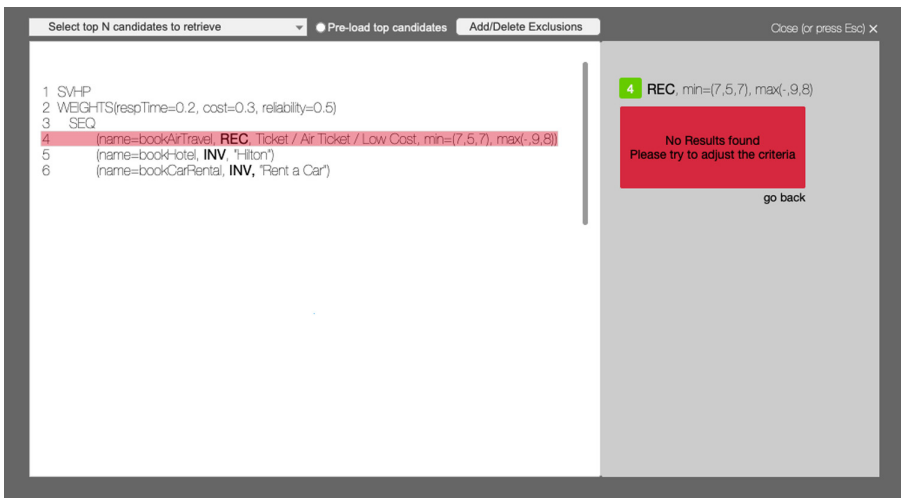 Select top N candidates to retrieve
Pre-load top candidates
Add/Delete Exclusions
Close (or press Esc) ×
1 SVHP
2 WEIGHTS(respTime=0.2, cost=0.3, reliability=0.5)
3 SEQ
4 (name=bookAirTravel, REC, Ticket / Air Ticket / Low Cost, min=(7,5,7), max(-,9,8))
5 (name=bookHotel, INV, "Hilton")
6 (name=bookCarRental, INV, "Rent a Car")
4 REC, min=(7,5,7), max(-,9,8)
No Results found
Please try to adjust the criteria
go back